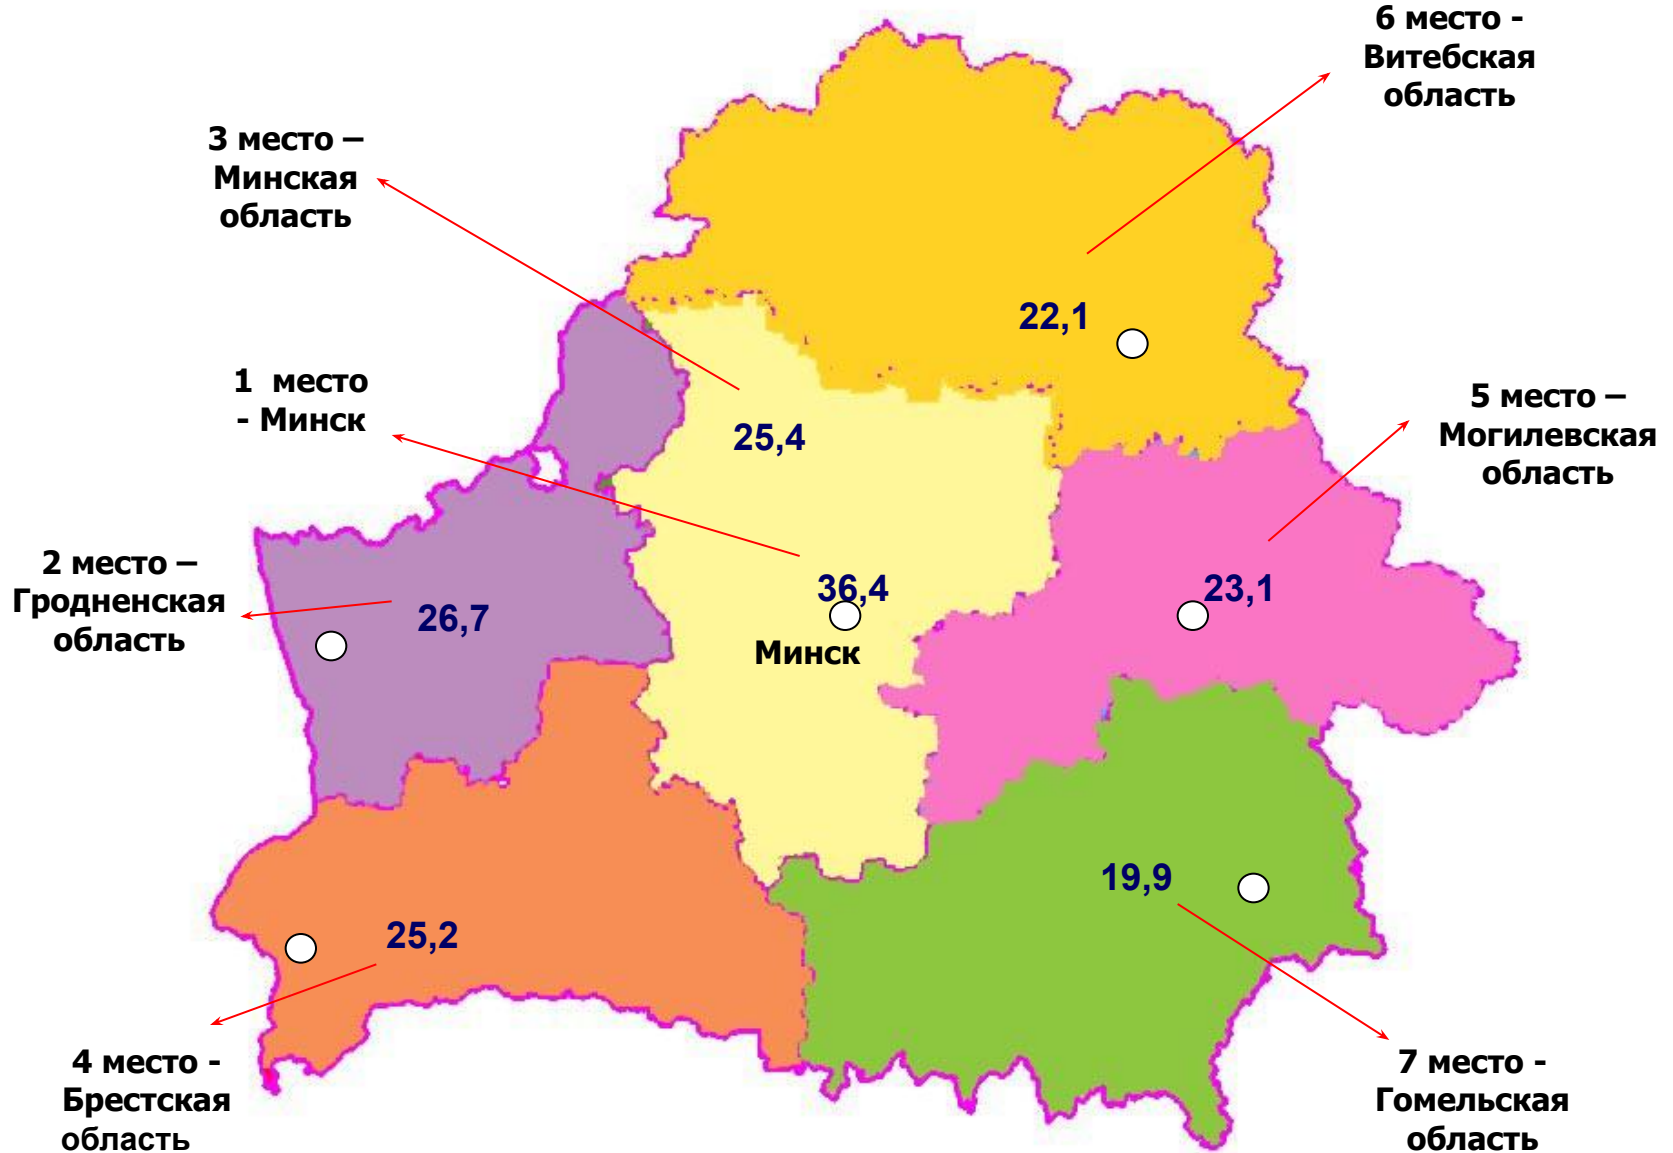 6 место -
Витебская
область
3 место –
Минская
область
22,1
1 место
- Минск
25,4
5 место –
Могилевская
область
2 место –
Гродненская
область
26,7
36,4
Минск
23,1
19,9
25,2
4 место -
Брестская
область
7 место -
Гомельская
область